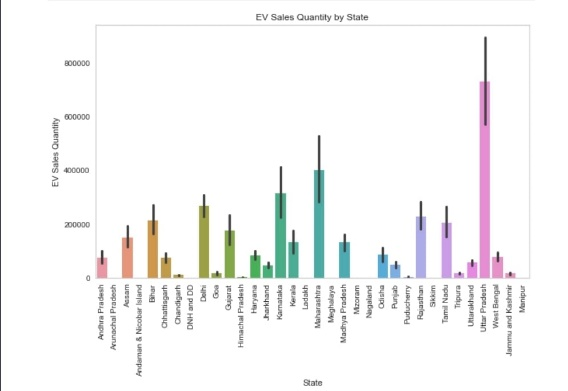 EV Sales Quantity by State
EV Sales Quantity
800000
600000
400000
200000
0
Andhra Pradesh
Arunachal Pradesh
Assam
Andaman & Nicobar Island
Bihar
Chhattisgarh
Chandigarh
DNH and DD
Delhi
Goa
Gujarat
Himachal Pradesh
Haryana
Jharkhand
Karnataka
Kerala
Ladakh
Maharashtra
Meghalaya
Madhya Pradesh
Mizoram
Nagaland
Odisha
Punjab
Puducherry
Rajasthan
Sikkim
Tamil Nadu
Tripura
Uttarakhand
Uttar Pradesh
West Bengal
Jammu and Kashmir
Manipur
State